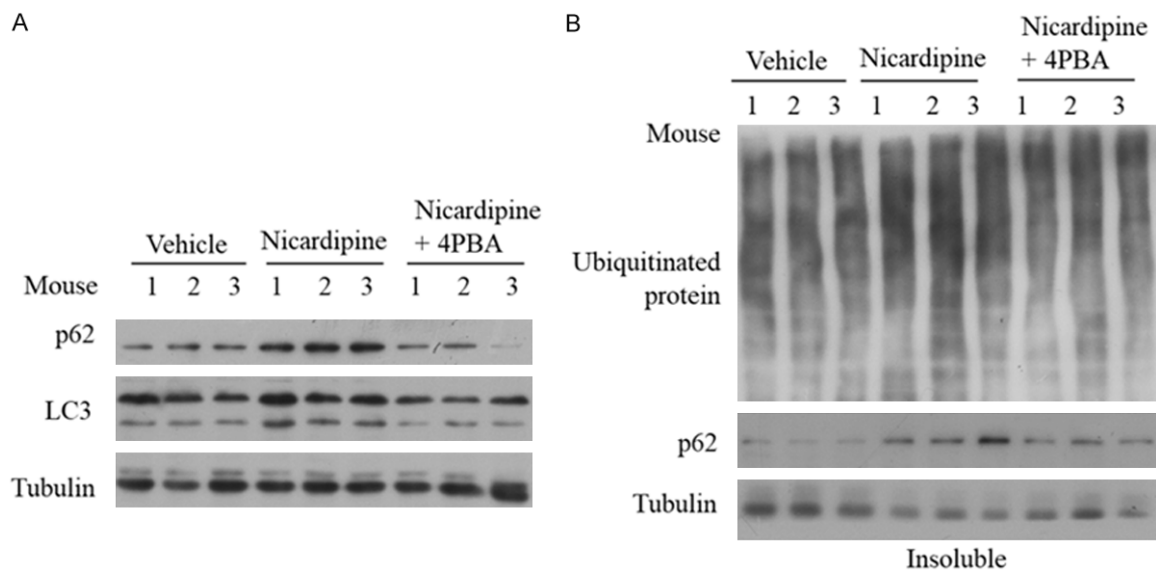 A
Vehicle Nicardipine Nicardipine
+ 4PBA
Mouse 1 2 3 1 2 3 1 2 3
p62
LC3
Tubulin
B
Vehicle Nicardipine Nicardipine
+ 4PBA
1 2 3 1 2 3 1 2 3
Mouse
Ubiquitinated
protein
p62
Tubulin
Insoluble